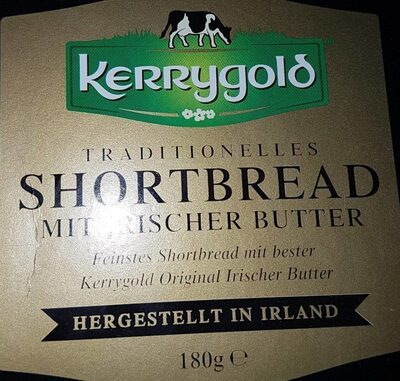 Kerrygold
TRADITIONELLES
SHORTBREAD
MIT IRISCHER BUTTER
Feinstes Shortbread mit bester
Kerrygold Original Irischer Butter
HERGESTELLT IN IRLAND
180g ℮